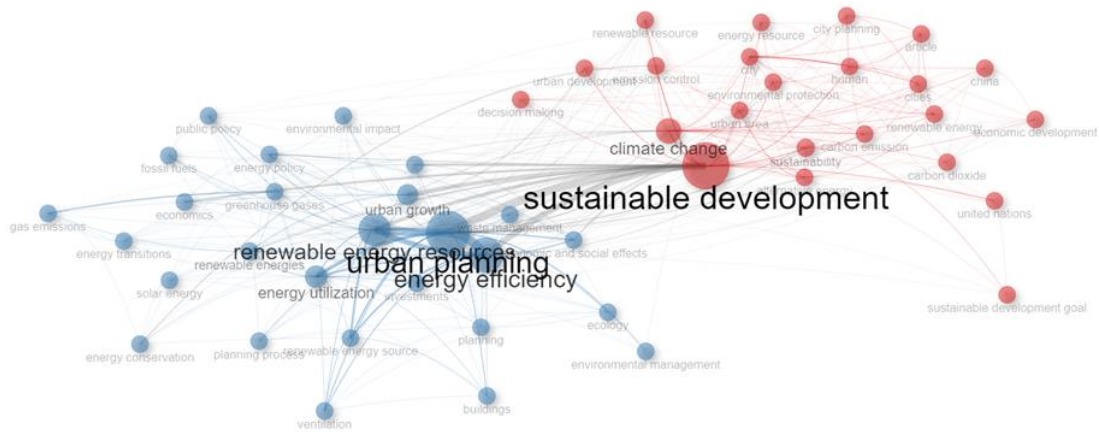 renewable resource
energy resource
city planning
article
urban development
emission control
city
human
china
environmental protection
cities
decision making
urban area
renewable energy
economic development
public policy
environmental impact
climate change
carbon emission
sustainability
fossil fuels
energy policy
carbon dioxide
sustainable development
greenhouse gases
economics
urban growth
united nations
gas emissions
waste management
energy transitions
renewable energy resources
and social effects
renewable energies
urban planning
energy efficiency
solar energy
energy utilization
investments
sustainable development goal
ecology
planning
energy conservation
planning process
renewable energy source
environmental management
buildings
ventilation